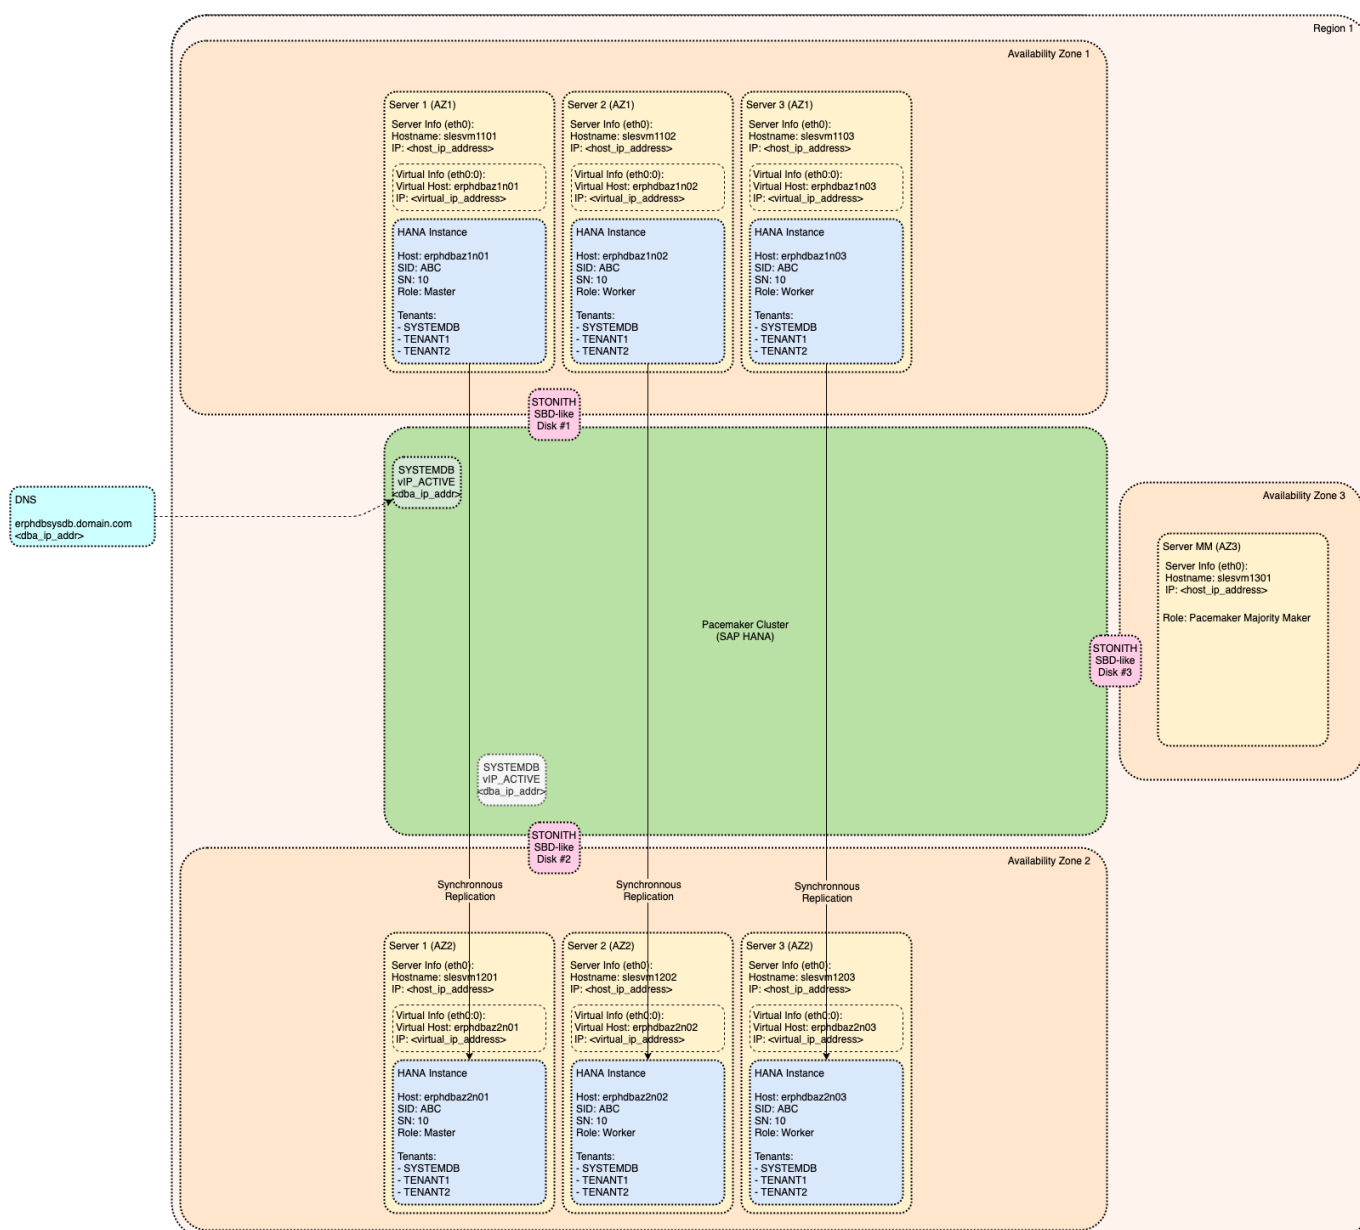 Region 1
Availability Zone 1
Server 1 (AZ1)
Server Info (eth0):
Hostname: slesvm1101
IP: <host_ip_address>
Virtual Info (eth0:0):
Virtual Host: erphdbaz1n01
IP: <virtual_ip_address>
HANA Instance
Host: erphdbaz1n01
SID: ABC
SN: 10
Role: Master
Tenants:
- SYSTEMDB
- TENANT1
- TENANT2
Server 2 (AZ1)
Server Info (eth0):
Hostname: slesvm1102
IP: <host_ip_address>
Virtual Info (eth0:0):
Virtual Host: erphdbaz1n02
IP: <virtual_ip_address>
HANA Instance
Host: erphdbaz1n02
SID: ABC
SN: 10
Role: Worker
Tenants:
- SYSTEMDB
- TENANT1
- TENANT2
Server 3 (AZ1)
Server Info (eth0):
Hostname: slesvm1103
IP: <host_ip_address>
Virtual Info (eth0:0):
Virtual Host: erphdbaz1n03
IP: <virtual_ip_address>
HANA Instance
Host: erphdbaz1n03
SID: ABC
SN: 10
Role: Worker
Tenants:
- SYSTEMDB
- TENANT1
- TENANT2
STONITH
SBD-like
Disk #1
SYSTEMDB
vIP_ACTIVE
<dba_ip_addr>
DNS
erphdbsysdb.domain.com
<dba_ip_addr>
Pacemaker Cluster
(SAP HANA)
Availability Zone 3
Server MM (AZ3)
Server Info (eth0):
Hostname: slesvm1301
IP: <host_ip_address>
Role: Pacemaker Majority Maker
STONITH
SBD-like
Disk #3
SYSTEMDB
vIP_ACTIVE
<dba_ip_addr>
STONITH
SBD-like
Disk #2
Availability Zone 2
Synchronnous
Replication
Synchronnous
Replication
Synchronnous
Replication
Server 1 (AZ2)
Server Info (eth0):
Hostname: slesvm1201
IP: <host_ip_address>
Virtual Info (eth0:0):
Virtual Host: erphdbaz2n01
IP: <virtual_ip_address>
HANA Instance
Host: erphdbaz2n01
SID: ABC
SN: 10
Role: Master
Tenants:
- SYSTEMDB
- TENANT1
- TENANT2
Server 2 (AZ2)
Server Info (eth0):
Hostname: slesvm1202
IP: <host_ip_address>
Virtual Info (eth0:0):
Virtual Host: erphdbaz2n02
IP: <virtual_ip_address>
HANA Instance
Host: erphdbaz2n02
SID: ABC
SN: 10
Role: Worker
Tenants:
- SYSTEMDB
- TENANT1
- TENANT2
Server 3 (AZ2)
Server Info (eth0):
Hostname: slesvm1203
IP: <host_ip_address>
Virtual Info (eth0:0):
Virtual Host: erphdbaz2n03
IP: <virtual_ip_address>
HANA Instance
Host: erphdbaz2n03
SID: ABC
SN: 10
Role: Worker
Tenants:
- SYSTEMDB
- TENANT1
- TENANT2